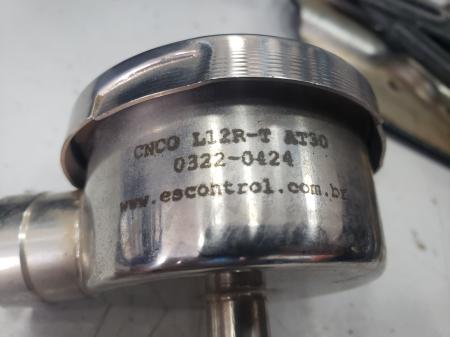 CNCO L12R-T AT30
0322-0424
www.escontrol.com.br